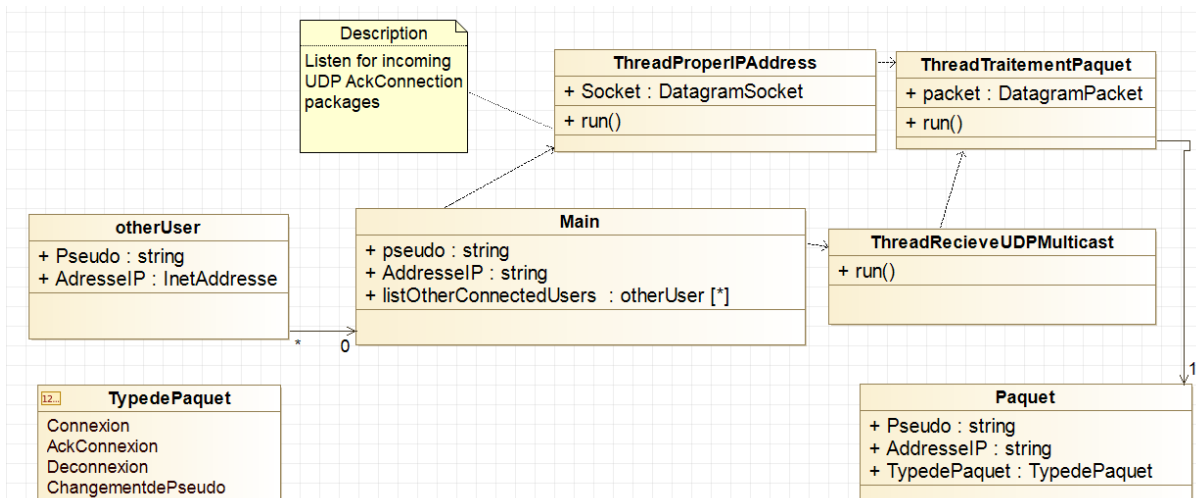 Description
Listen for incoming
UDP AckConnection
packages
ThreadProperIPAddress
+ Socket : DatagramSocket
+ run()
ThreadTraitementPaquet
+ packet : DatagramPacket
+ run()
otherUser
+ Pseudo : string
+ AdresseIP : InetAddresse
* 0
Main
+ pseudo : string
+ AddresseIP : string
+ listOtherConnectedUsers : otherUser [*]
ThreadRecieveUDPMulticast
+ run()
1
12... TypedePaquet
Connexion
AckConnexion
Deconnexion
ChangementdePseudo
Paquet
+ Pseudo : string
+ AddresseIP : string
+ TypedePaquet : TypedePaquet